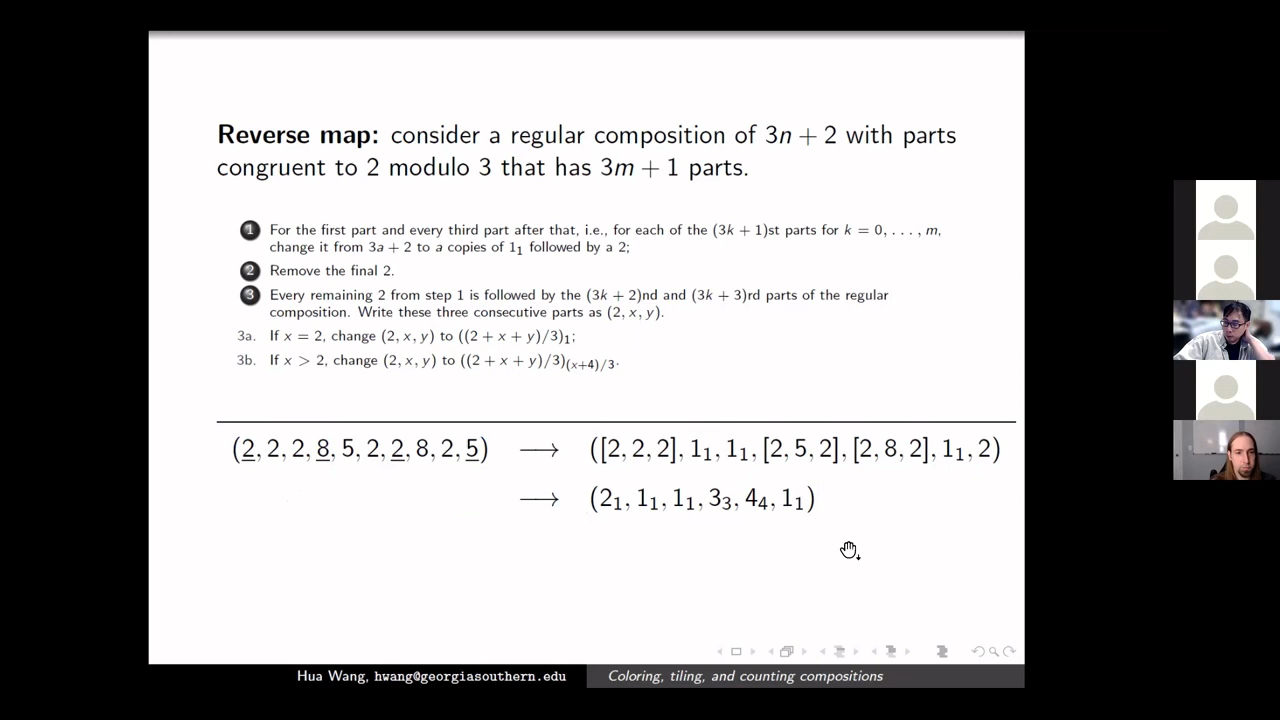 Reverse map: consider a regular composition of 3n + 2 with parts
congruent to 2 modulo 3 that has 3m + 1 parts.
1 For the first part and every third part after that, i.e., for each of the (3k + 1)st parts for k = 0, . . . , m,
change it from 3a + 2 to a copies of 1₁ followed by a 2;
2 Remove the final 2.
3 Every remaining 2 from step 1 is followed by the (3k + 2)nd and (3k + 3)rd parts of the regular
composition. Write these three consecutive parts as (2, x, y).
3a. If x = 2, change (2, x, y) to ((2 + x + y)/3)₁;
3b. If x > 2, change (2, x, y) to ((2 + x + y)/3)₍ₓ₊₄₎/₃.
(2, 2, 2, 8, 5, 2, 2, 8, 2, 5) ⟶ ([2, 2, 2], 1₁, 1₁, [2, 5, 2], [2, 8, 2], 1₁, 2)
⟶ (2₁, 1₁, 1₁, 3₃, 4₄, 1₁)
Hua Wang, hwang@georgiasouthern.edu Coloring, tiling, and counting compositions